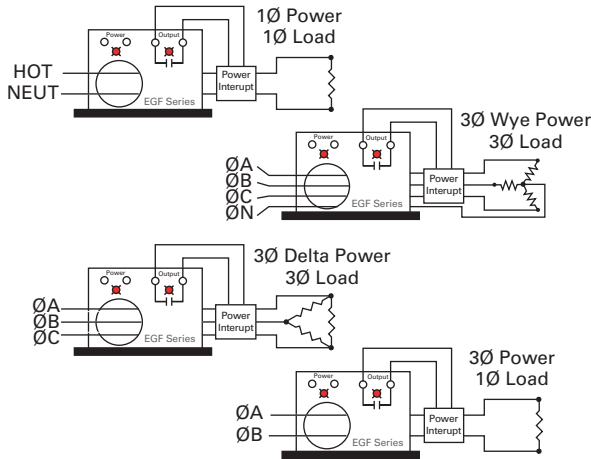 1Ø Power
1Ø Load
Power
Output
HOT
NEUT
Power
Interupt
EGF Series
3Ø Wye Power
3Ø Load
Power
Output
ØA
ØB
ØC
ØN
Power
Interupt
EGF Series
3Ø Delta Power
3Ø Load
Power
Output
ØA
ØB
ØC
Power
Interupt
EGF Series
3Ø Power
1Ø Load
Power
Output
ØA
ØB
Power
Interupt
EGF Series